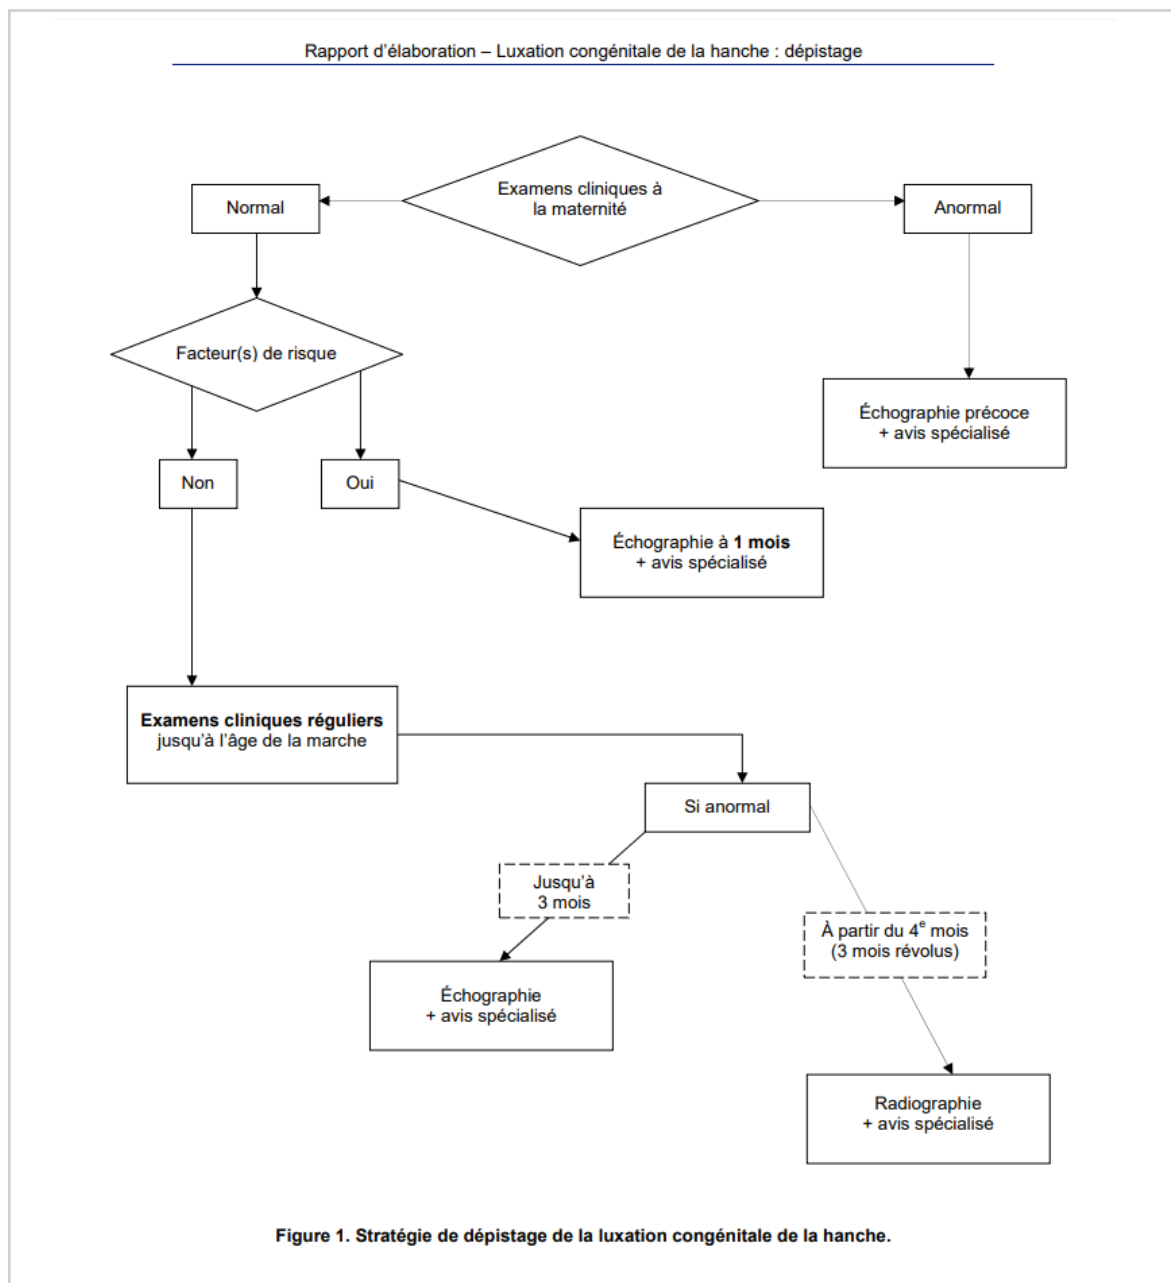 Rapport d'élaboration – Luxation congénitale de la hanche : dépistage
Examens cliniques à
la maternité
Normal
Anormal
Facteur(s) de risque
Échographie précoce
+ avis spécialisé
Non
Oui
Échographie à 1 mois
+ avis spécialisé
Examens cliniques réguliers
jusqu'à l'âge de la marche
Si anormal
Jusqu'à
3 mois
À partir du 4e mois
(3 mois révolus)
Échographie
+ avis spécialisé
Radiographie
+ avis spécialisé
Figure 1. Stratégie de dépistage de la luxation congénitale de la hanche.